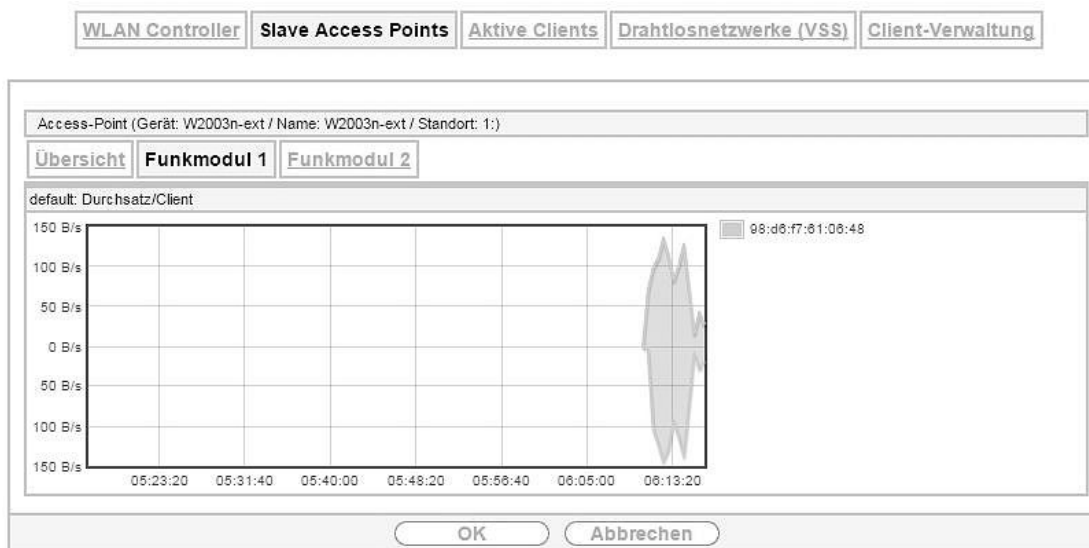 WLAN Controller Slave Access Points Aktive Clients Drahtlosnetzwerke (VSS) Client-Verwaltung
Access-Point (Gerät: W2003n-ext / Name: W2003n-ext / Standort: 1:)
Übersicht Funkmodul 1 Funkmodul 2
default: Durchsatz/Client
150 B/s
100 B/s
50 B/s
0 B/s
50 B/s
100 B/s
150 B/s
05:23:20 05:31:40 05:40:00 05:48:20 05:56:40 06:05:00 06:13:20
98:d6:f7:61:06:48
OK Abbrechen